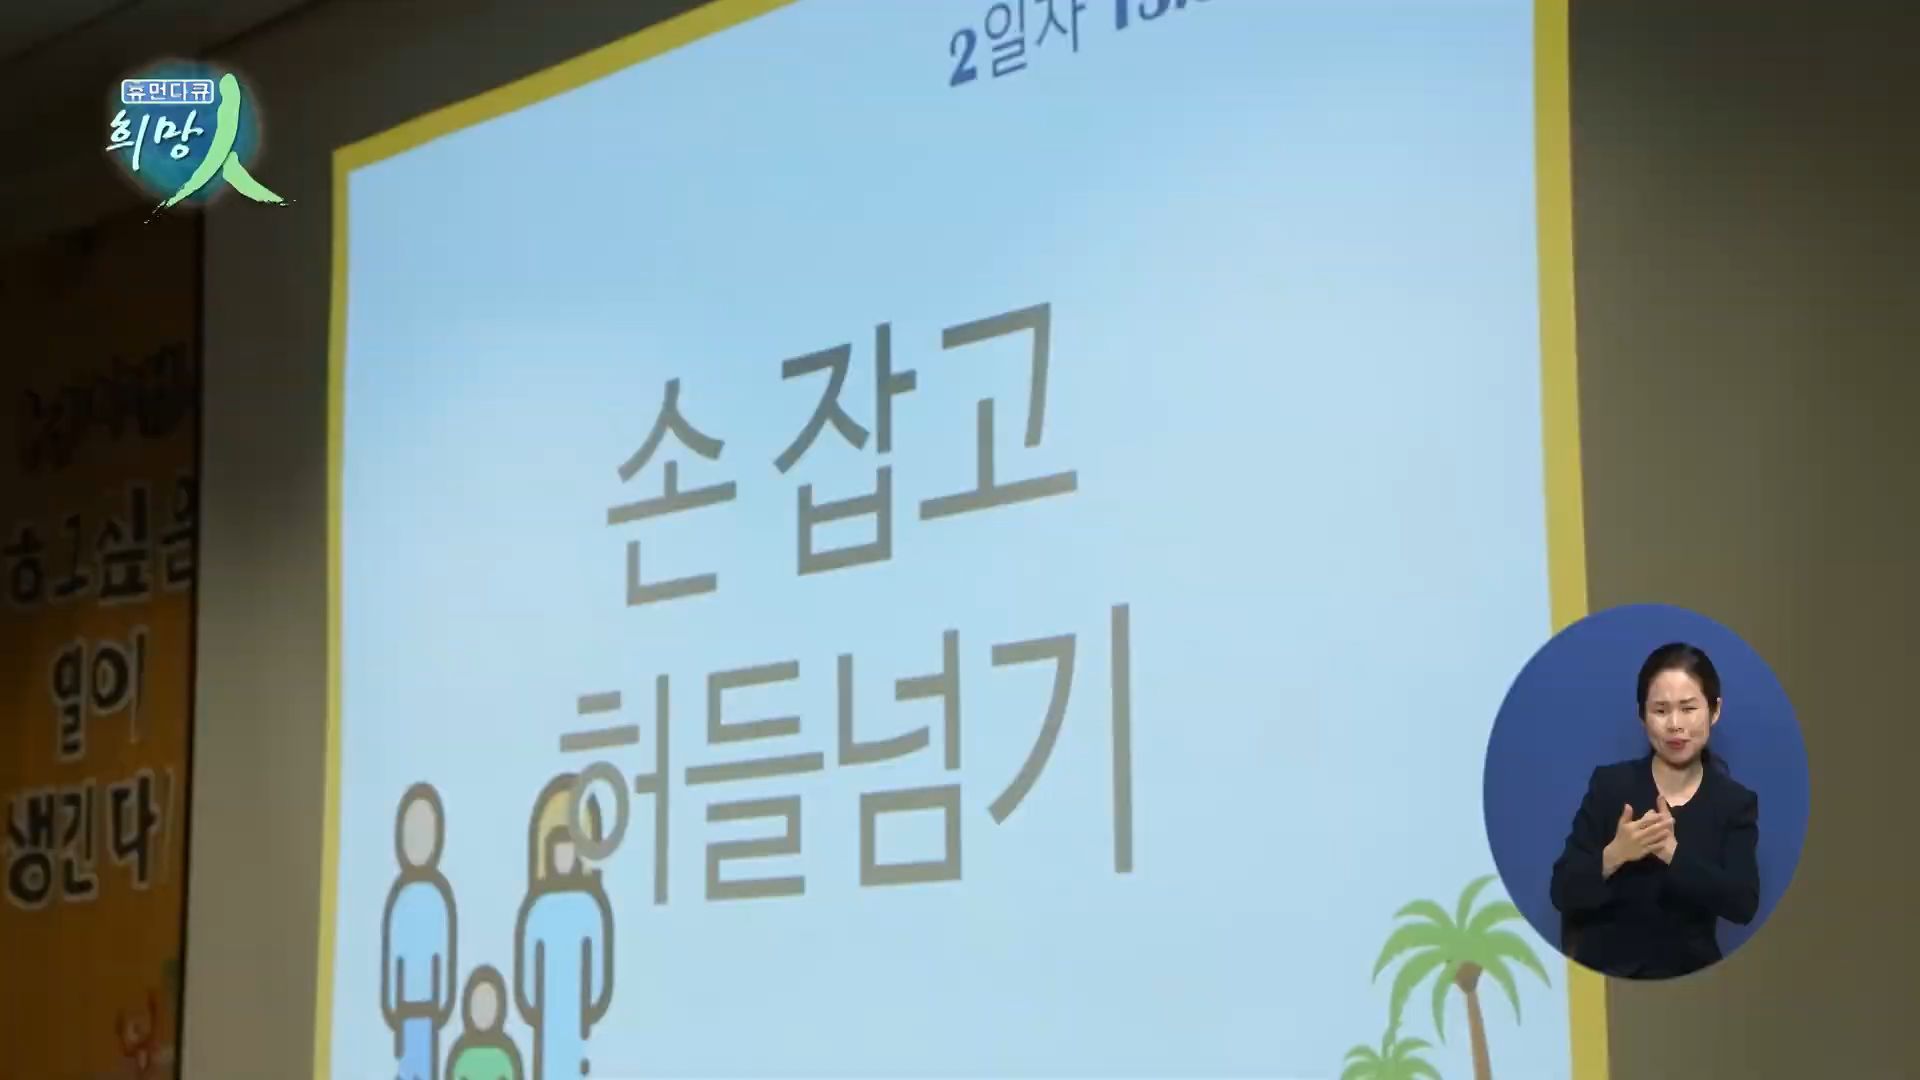 휴먼다큐
희망人
2일차
손잡고
허들넘기
하고싶은
일이
생긴다!